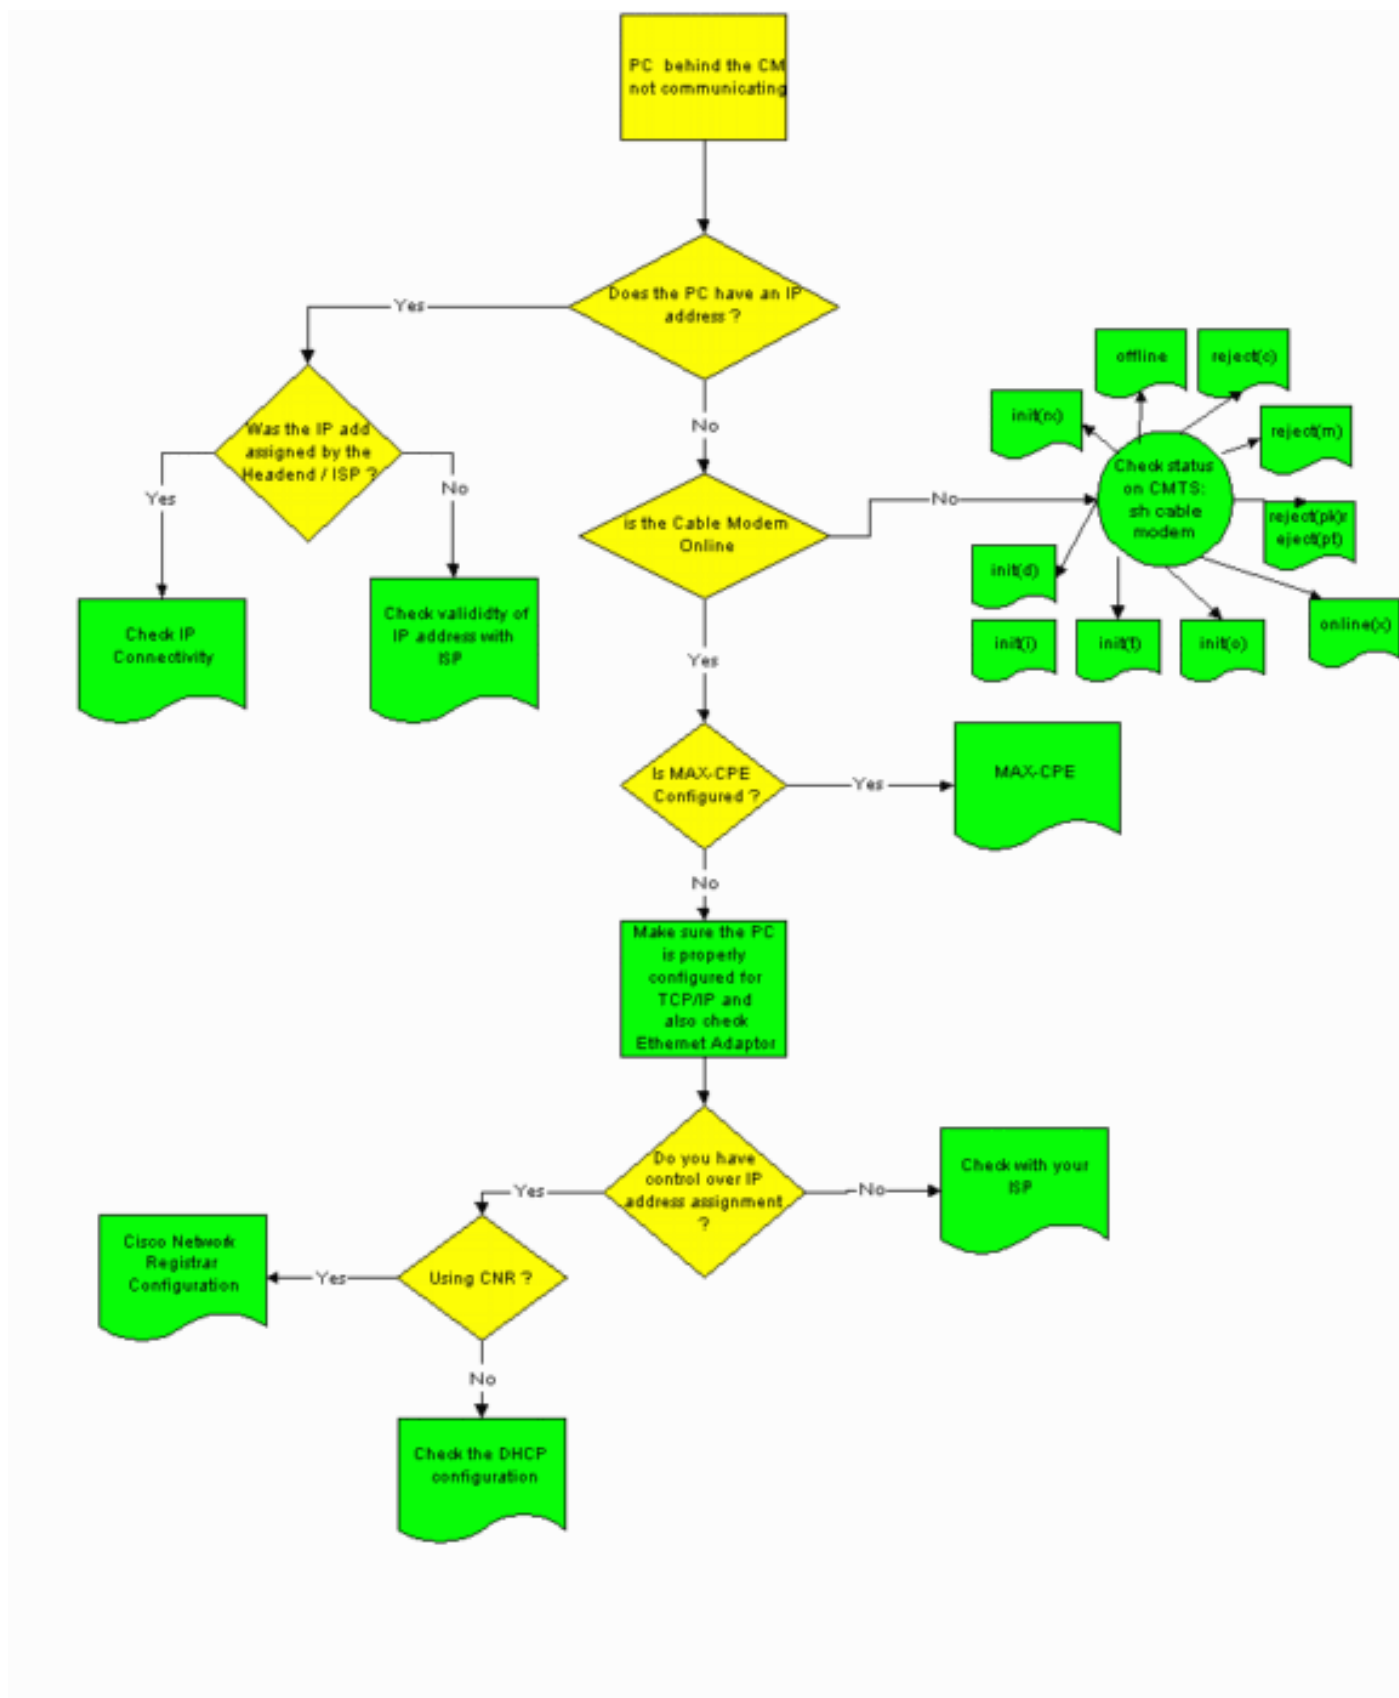 PC behind the CM
not communicating
Does the PC have an IP
address ?
Yes
No
Was the IP add
assigned by the
Headend / ISP ?
Yes
No
Check IP
Connectivity
Check valididty of
IP address with
ISP
is the Cable Modem
Online
No
Yes
Check status
on CMTS:
sh cable
modem
offline
reject(c)
reject(m)
reject(pk)r
eject(pt)
online(x)
init(o)
init(t)
init(i)
init(d)
Is MAX-CPE
Configured ?
Yes
MAX-CPE
No
Make sure the PC
is properly
configured for
TCP/IP and
also check
Ethernet Adaptor
Do you have
control over IP
address assignment
?
No
Check with your
ISP
Yes
Using CNR ?
Yes
Cisco Network
Registrar
Configuration
No
Check the DHCP
configuration